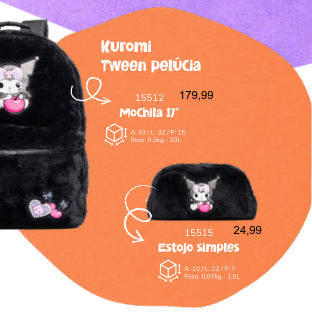 Kuromi
Tween Pelúcia
15512 179,99
Mochila 17"
A: 43 / L: 32 / P: 15
Peso: 0,5kg - 20L
15515 24,99
Estojo Simples
A: 10 / L: 22 / P: 7
Peso: 0,07kg - 1,5L